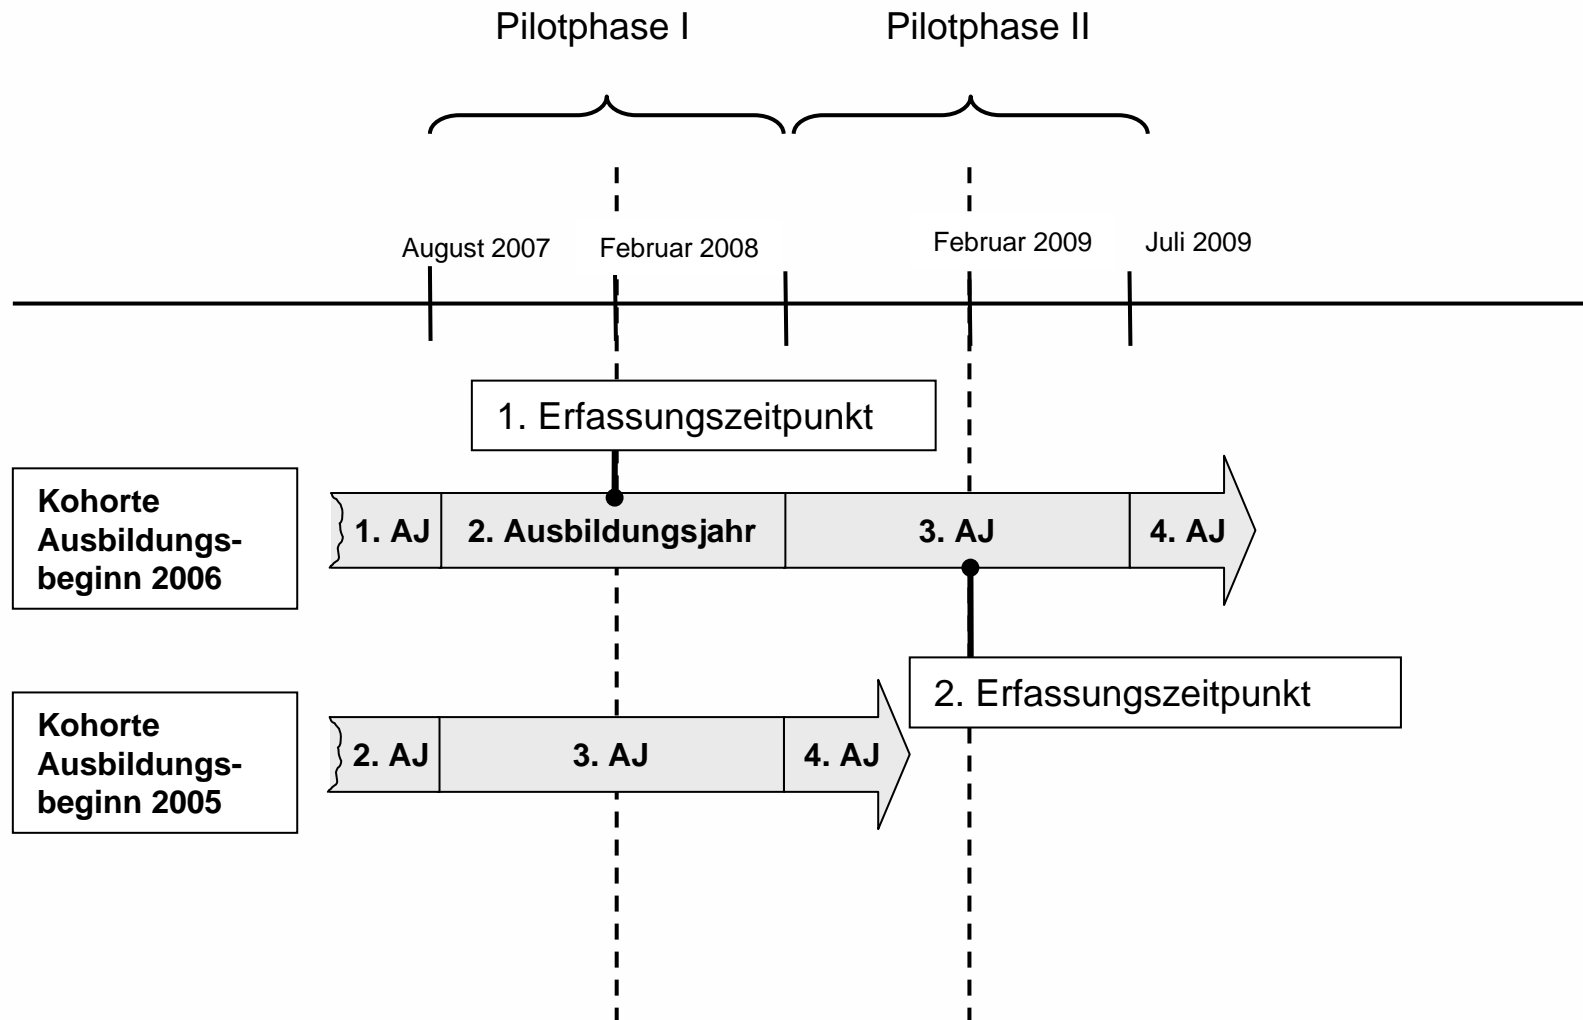 Pilotphase I
Pilotphase II
August 2007
Februar 2008
Februar 2009
Juli 2009
1. Erfassungszeitpunkt
Kohorte
Ausbildungs-
beginn 2006
1. AJ
2. Ausbildungsjahr
3. AJ
4. AJ
2. Erfassungszeitpunkt
Kohorte
Ausbildungs-
beginn 2005
2. AJ
3. AJ
4. AJ